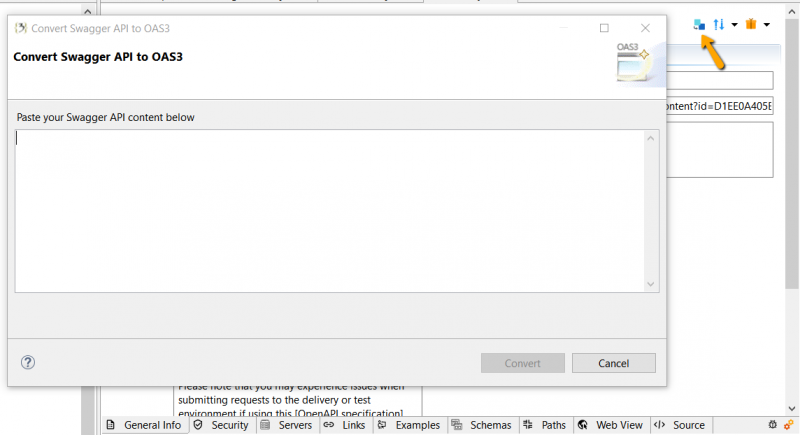 Convert Swagger API to OAS3
Convert Swagger API to OAS3
OAS3
ontent?id=D1EE0A405E
Paste your Swagger API content below
Convert
Cancel
Please note that you may experience issues when
submitting requests to the delivery or test
environment if using this [OpenAPI specification]
General Info
Security
Servers
Links
Examples
Schemas
Paths
Web View
Source